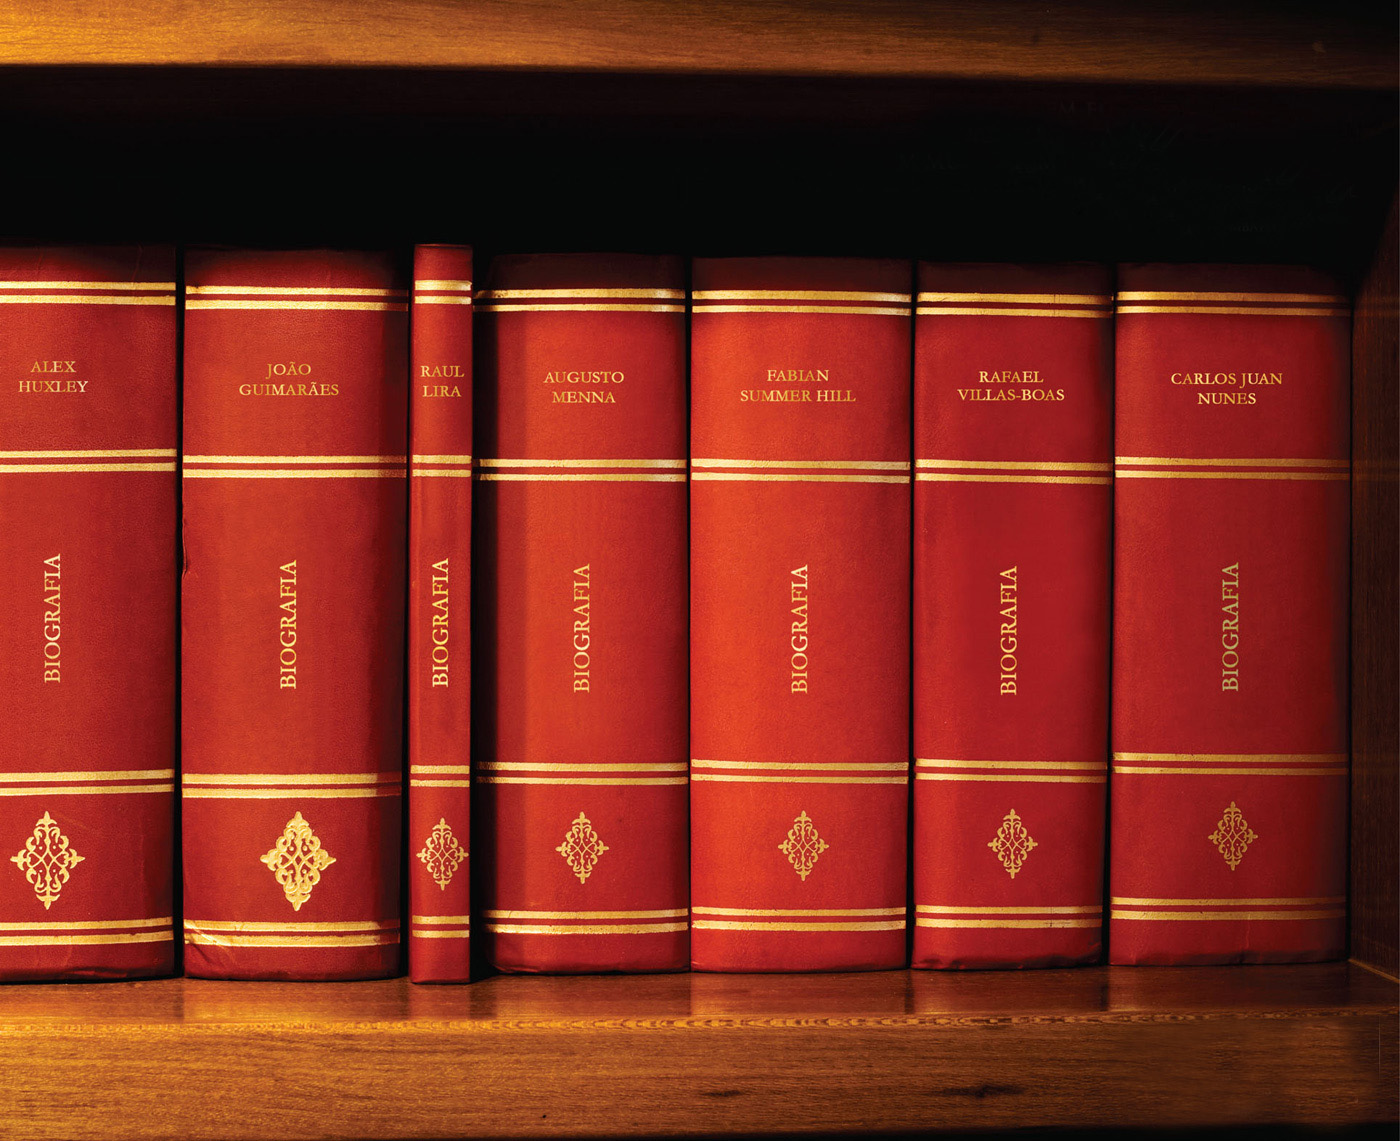 ALEX
HUXLEY
BIOGRAFIA
JOÃO
GUIMARÃES
BIOGRAFIA
RAUL
LIRA
BIOGRAFIA
AUGUSTO
MENNA
BIOGRAFIA
FABIAN
SUMMER HILL
BIOGRAFIA
RAFAEL
VILLAS-BOAS
BIOGRAFIA
CARLOS JUAN
NUNES
BIOGRAFIA